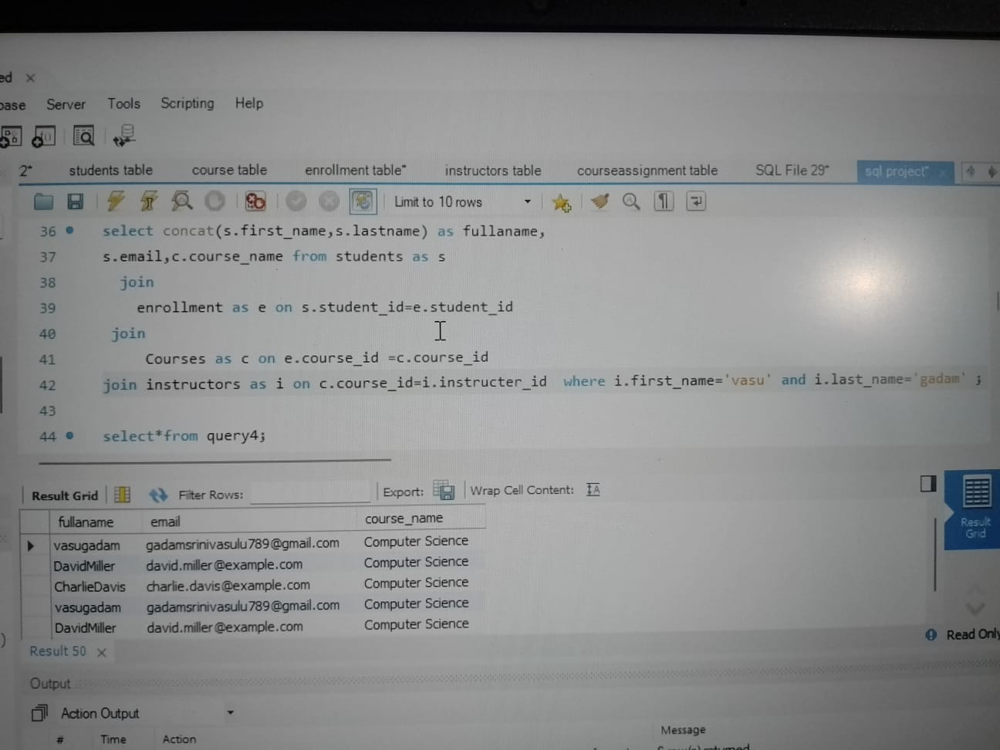 ed
base Server Tools Scripting Help
2* students table course table enrollment table* instructors table courseassignment table SQL File 29* sql project*
Limit to 10 rows
36 select concat(s.first_name,s.lastname) as fullaname,
37 s.email,c.course_name from students as s
38 join
39 enrollment as e on s.student_id=e.student_id
40 join
41 Courses as c on e.course_id =c.course_id
42 join instructors as i on c.course_id=i.instructer_id where i.first_name='vasu' and i.last_name='gadam' ;
43
44 select*from query4;
Result Grid Filter Rows: Export: Wrap Cell Content:
fullaname email course_name
vasugadam gadamsrinivasulu789@gmail.com Computer Science
DavidMiller david.miller@example.com Computer Science
CharlieDavis charlie.davis@example.com Computer Science
vasugadam gadamsrinivasulu789@gmail.com Computer Science
DavidMiller david.miller@example.com Computer Science
Result
Grid
Read Only
Result 50
Output
Action Output
# Time Action Message